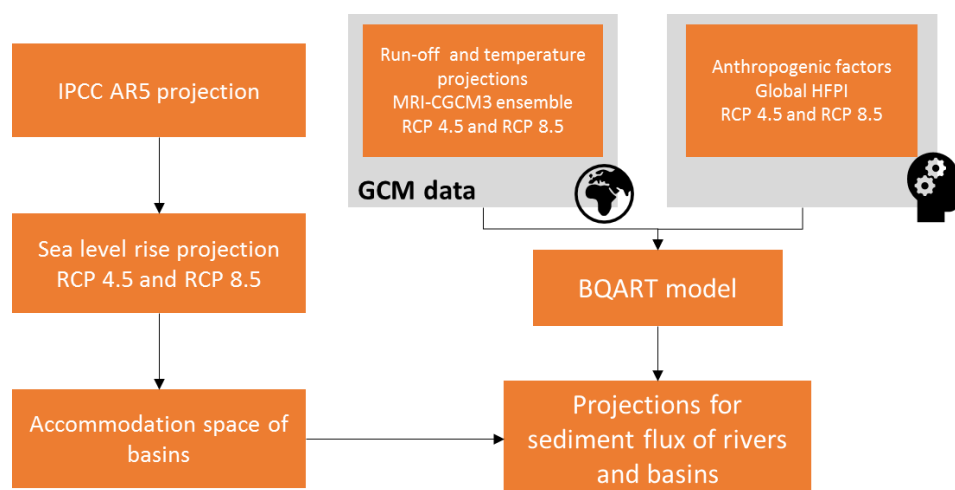 IPCC AR5 projection
Run-off and temperature
projections
MRI-CGCM3 ensemble
RCP 4.5 and RCP 8.5
GCM data
Anthropogenic factors
Global HFPI
RCP 4.5 and RCP 8.5
Sea level rise projection
RCP 4.5 and RCP 8.5
BQART model
Accommodation space of
basins
Projections for
sediment flux of rivers
and basins